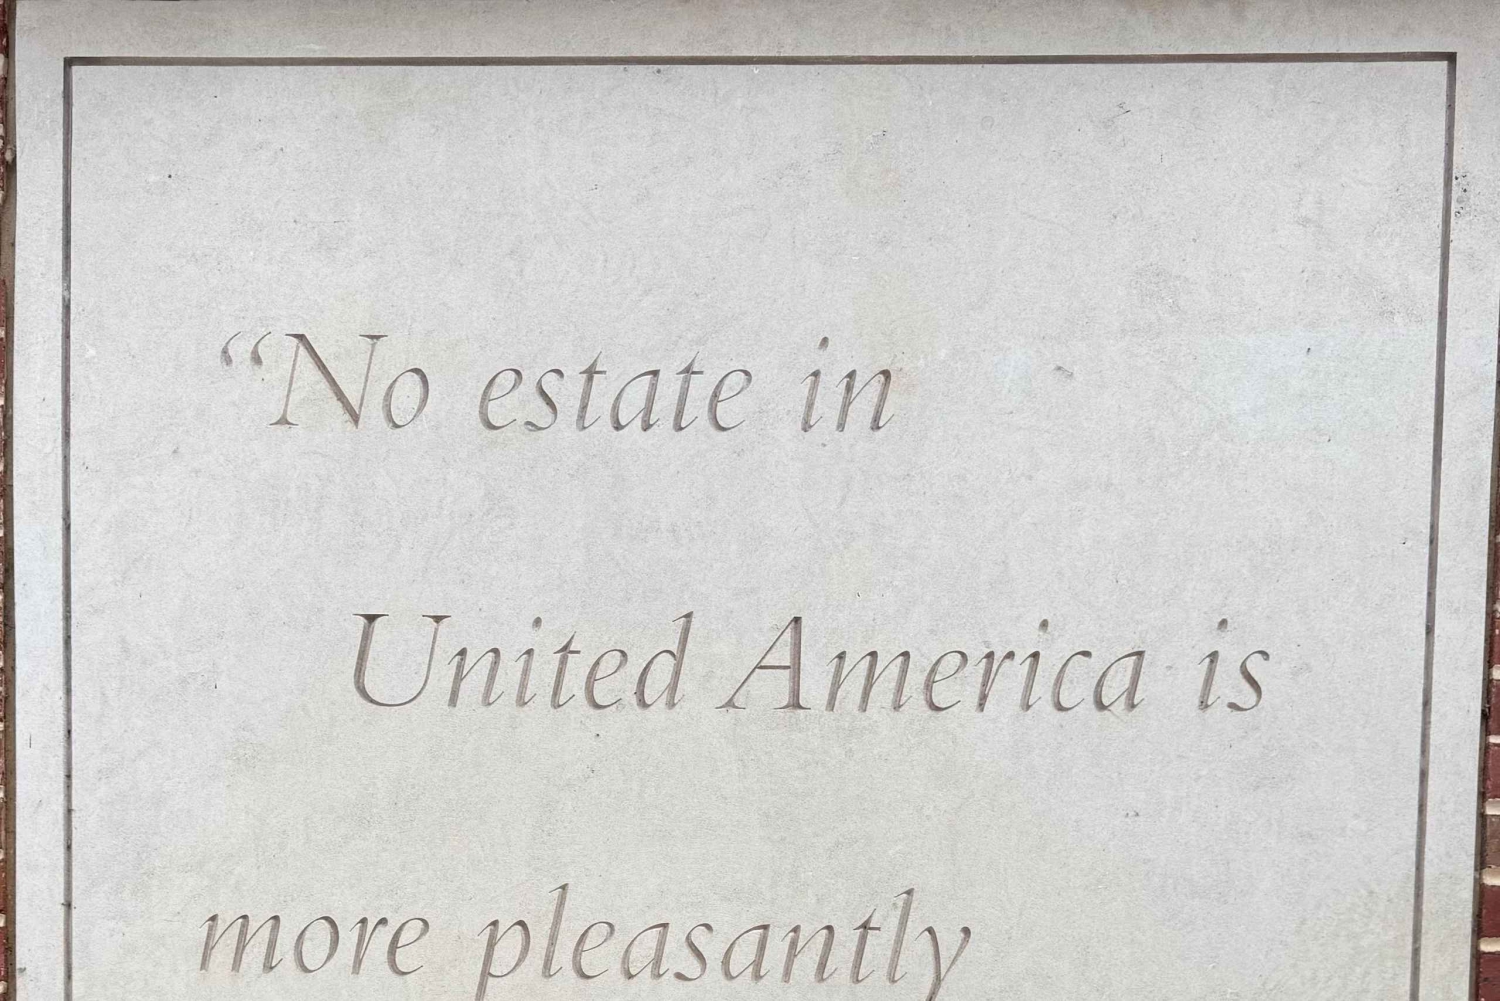 “No estate in
United America is
more pleasantly